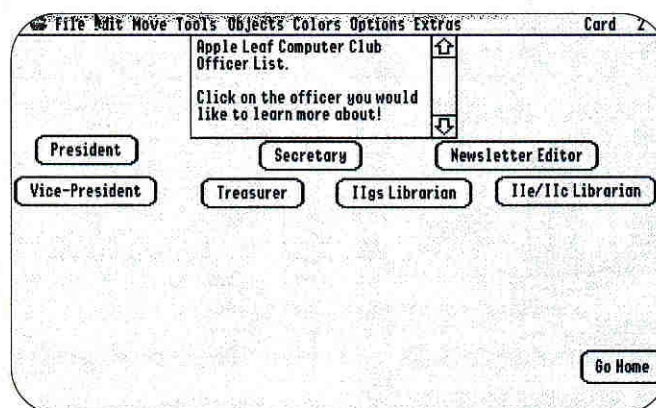 File Edit Move Tools Objects Colors Options Extras Card 2
Apple Leaf Computer Club
Officer List.
Click on the officer you would
like to learn more about!
President
Secretary
Newsletter Editor
Vice-President
Treasurer
IIgs Librarian
IIe/IIc Librarian
Go Home